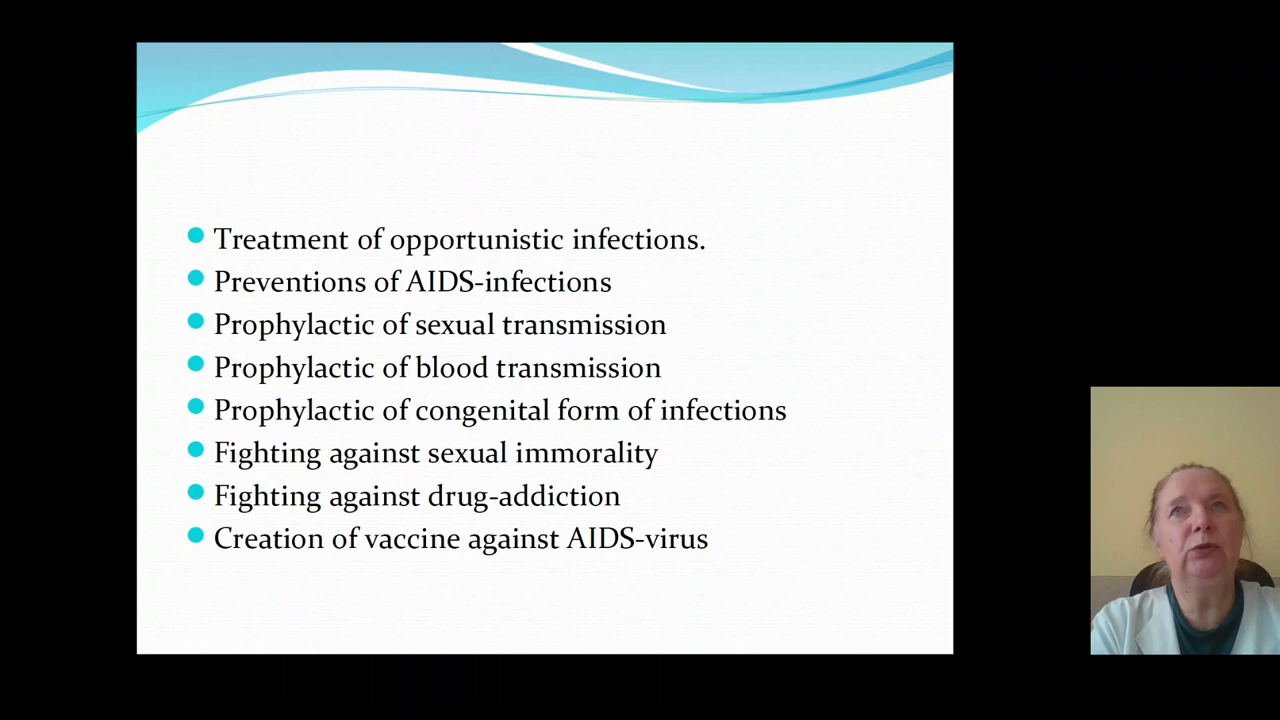 Treatment of opportunistic infections.
Preventions of AIDS-infections
Prophylactic of sexual transmission
Prophylactic of blood transmission
Prophylactic of congenital form of infections
Fighting against sexual immorality
Fighting against drug-addiction
Creation of vaccine against AIDS-virus